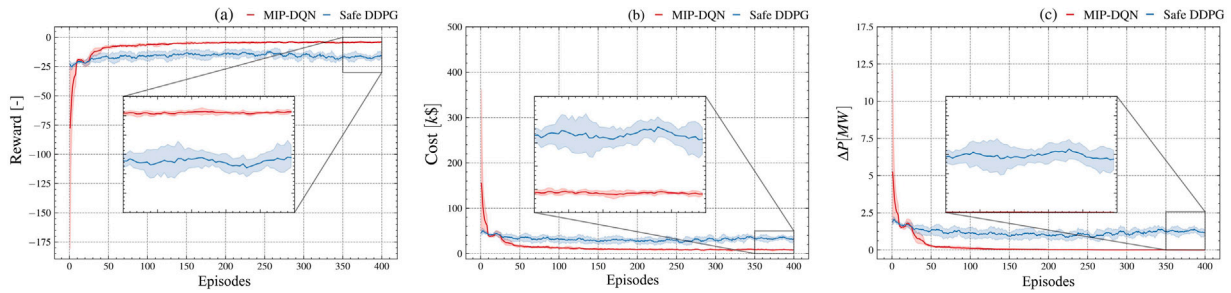 (a) MIP-DQN Safe DDPG
0
−25
−50
−75
−100
−125
−150
−175
Reward [-]
0 50 100 150 200 250 300 350 400
Episodes
(b) MIP-DQN Safe DDPG
500
400
300
200
100
50
0
Cost [k$]
0 50 100 150 200 250 300 350 400
Episodes
(c) MIP-DQN Safe DDPG
17.5
12.5
10.0
7.5
5.0
2.5
0
ΔP[MW]
0 50 100 150 200 250 300 350 400
Episodes